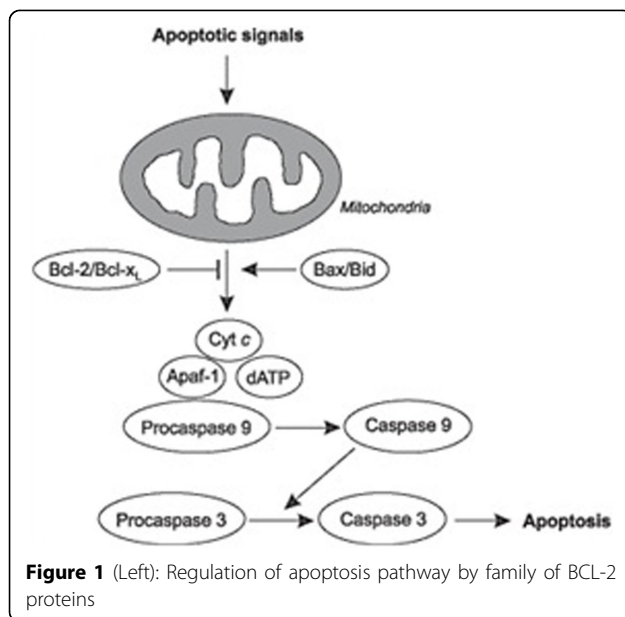 Apoptotic signals
Mitochondria
Bcl-2/Bcl-xL
Bax/Bid
Cyt c
Apaf-1
dATP
Procaspase 9
Caspase 9
Procaspase 3
Caspase 3
Apoptosis
Figure 1 (Left): Regulation of apoptosis pathway by family of BCL-2
proteins